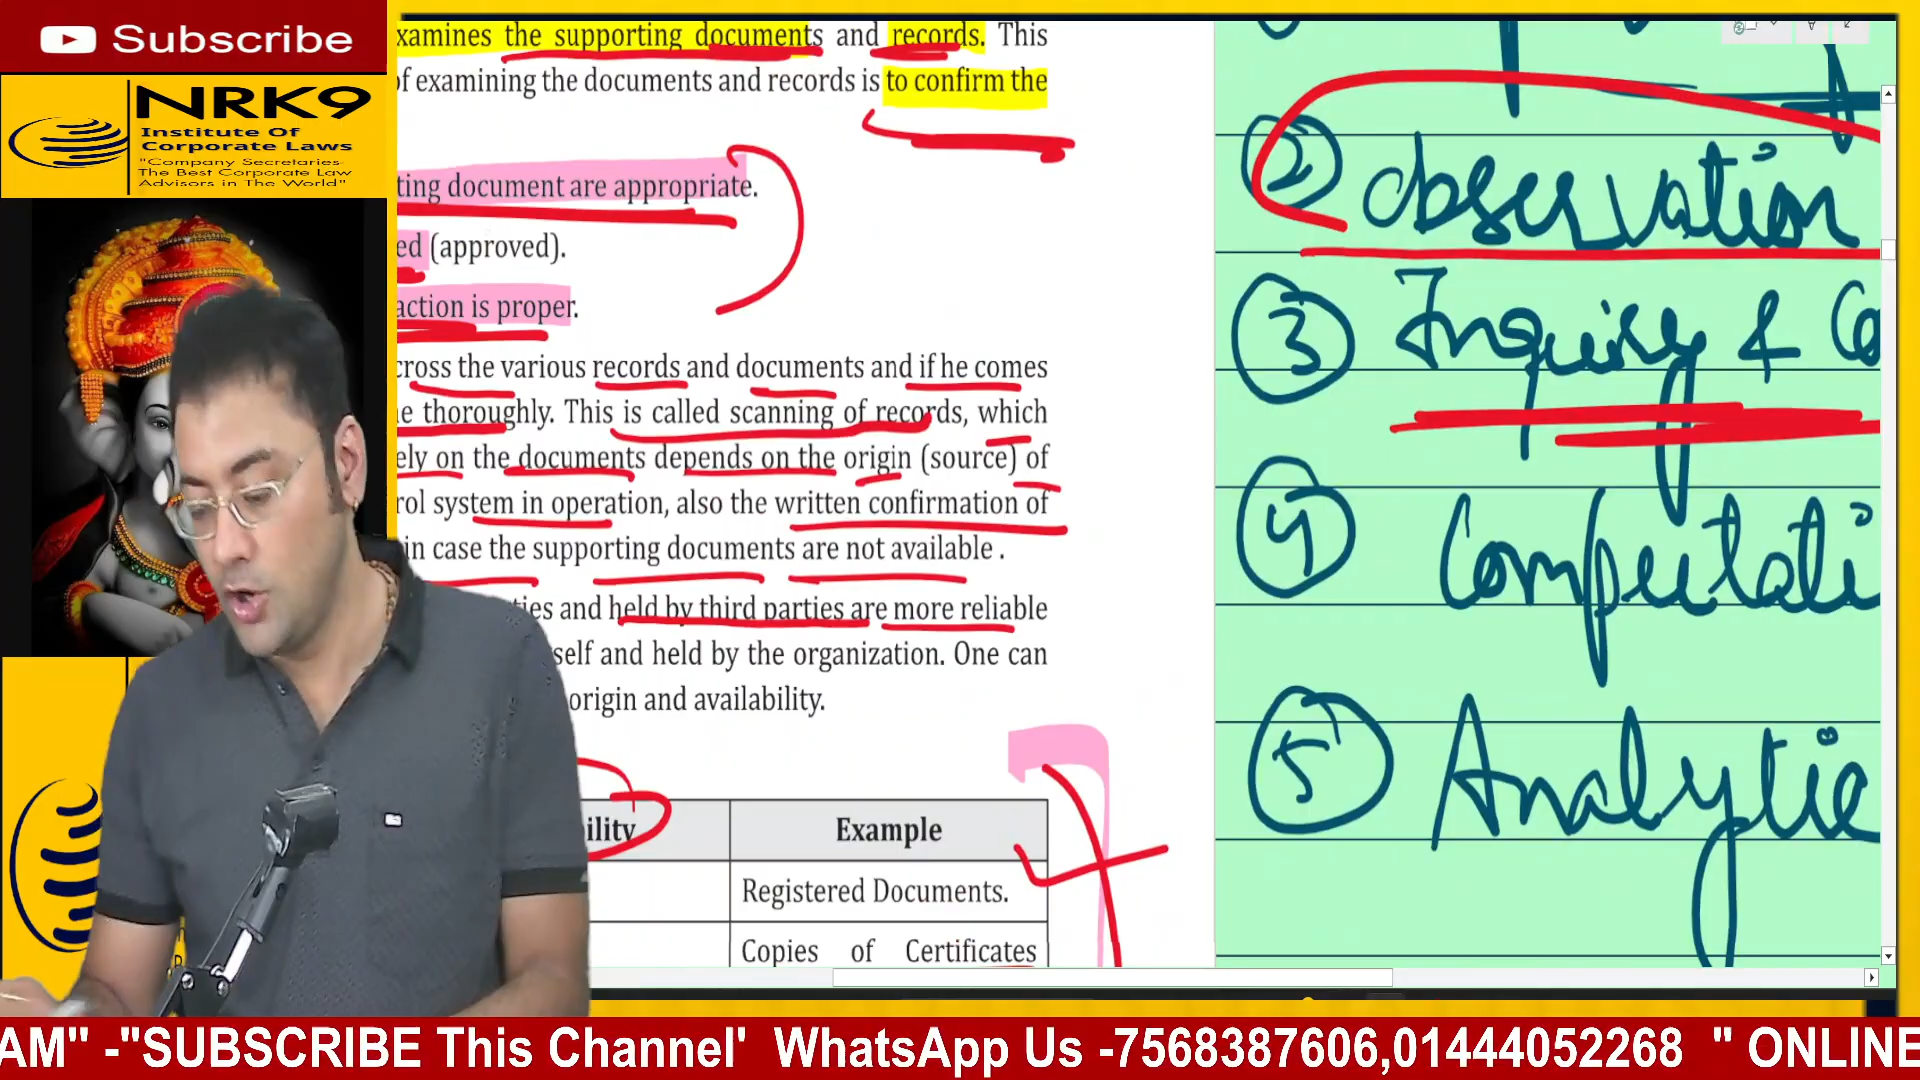 Subscribe
NRK9
Institute Of
Corporate Laws
"Company Secretaries-
The Best Corporate Law
Advisors in The World"
xamines the supporting documents and records. This
of examining the documents and records is to confirm the
ting document are appropriate.
ed (approved).
action is proper.
cross the various records and documents and if he comes
e thoroughly. This is called scanning of records, which
ely on the documents depends on the origin (source) of
rol system in operation, also the written confirmation of
in case the supporting documents are not available .
ties and held by third parties are more reliable
self and held by the organization. One can
origin and availability.
ility Example
Registered Documents.
Copies of Certificates
2 Observation
3 Inquiry & Co
4 Computati
5 Analytic
AM" -"SUBSCRIBE This Channel' WhatsApp Us -7568387606,01444052268 " ONLINE